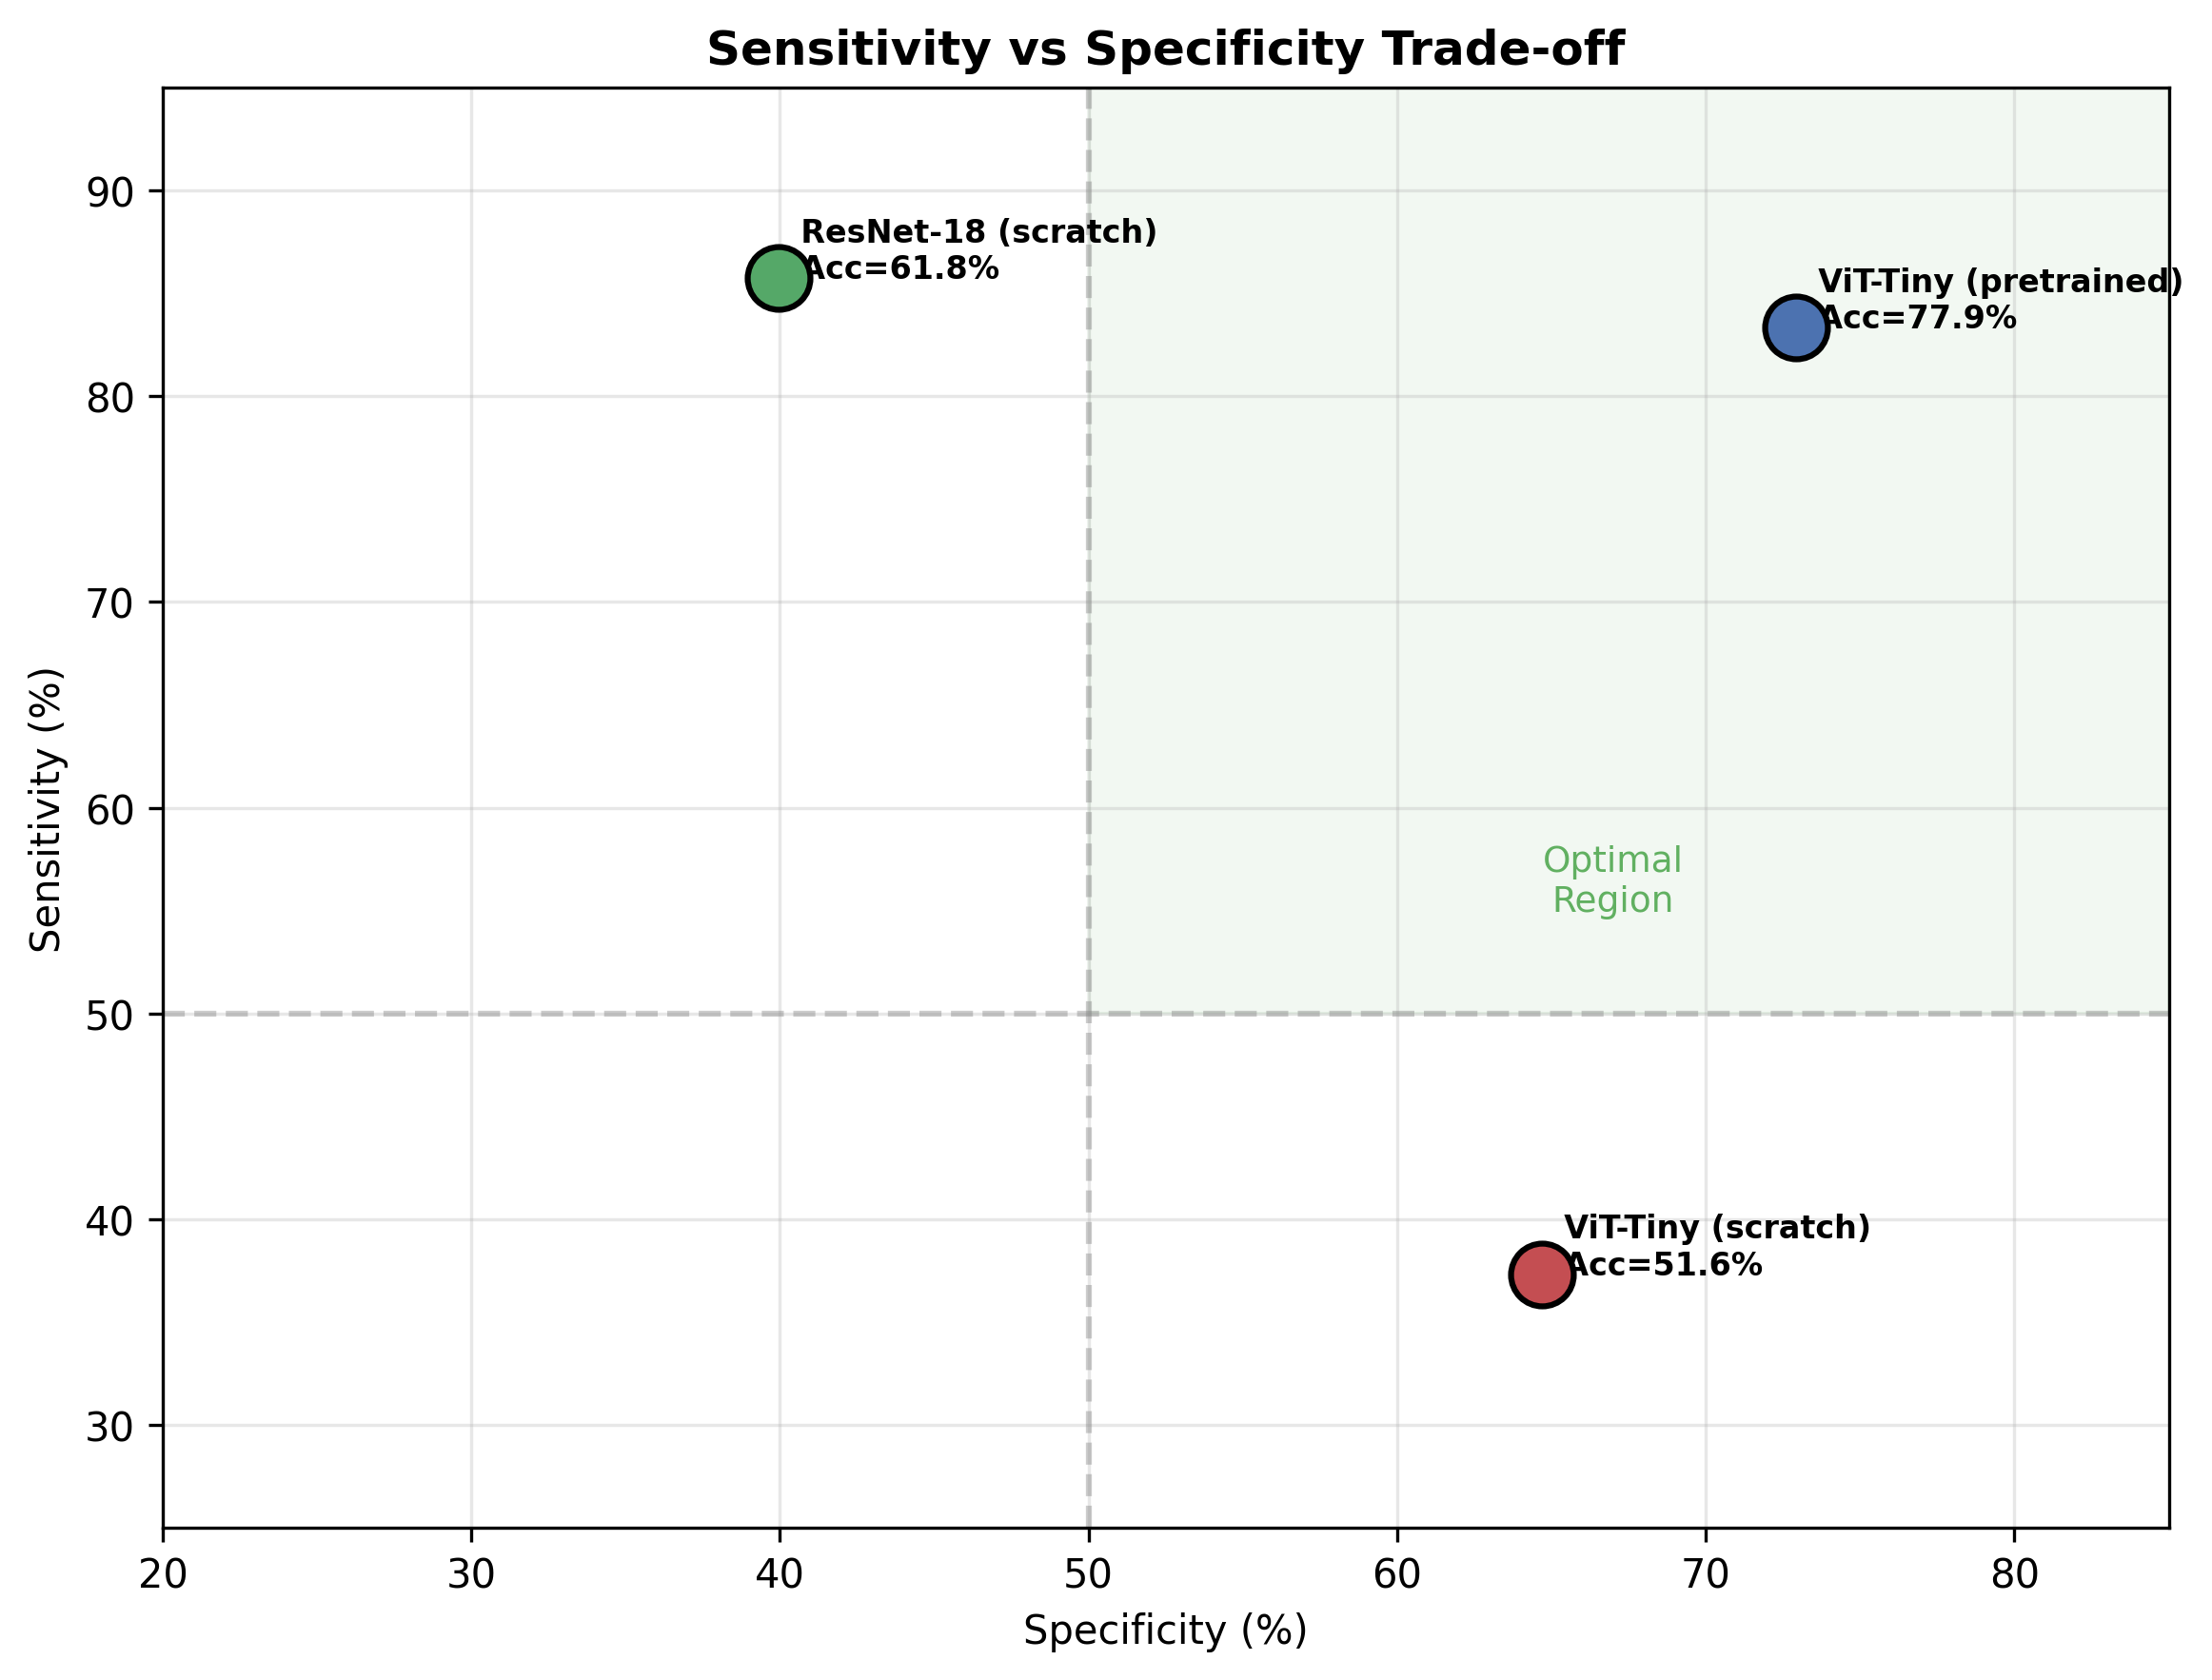 Sensitivity vs Specificity Trade-off
90
80
70
60
50
40
30
Sensitivity (%)
ResNet-18 (scratch)
Acc=61.8%
ViT-Tiny (pretrained)
Acc=77.9%
Optimal
Region
ViT-Tiny (scratch)
Acc=51.6%
20
30
40
50
60
70
80
Specificity (%)